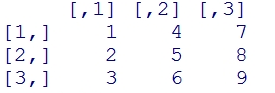 [,1] [,2] [,3]
[1,] 1 4 7
[2,] 2 5 8
[3,] 3 6 9